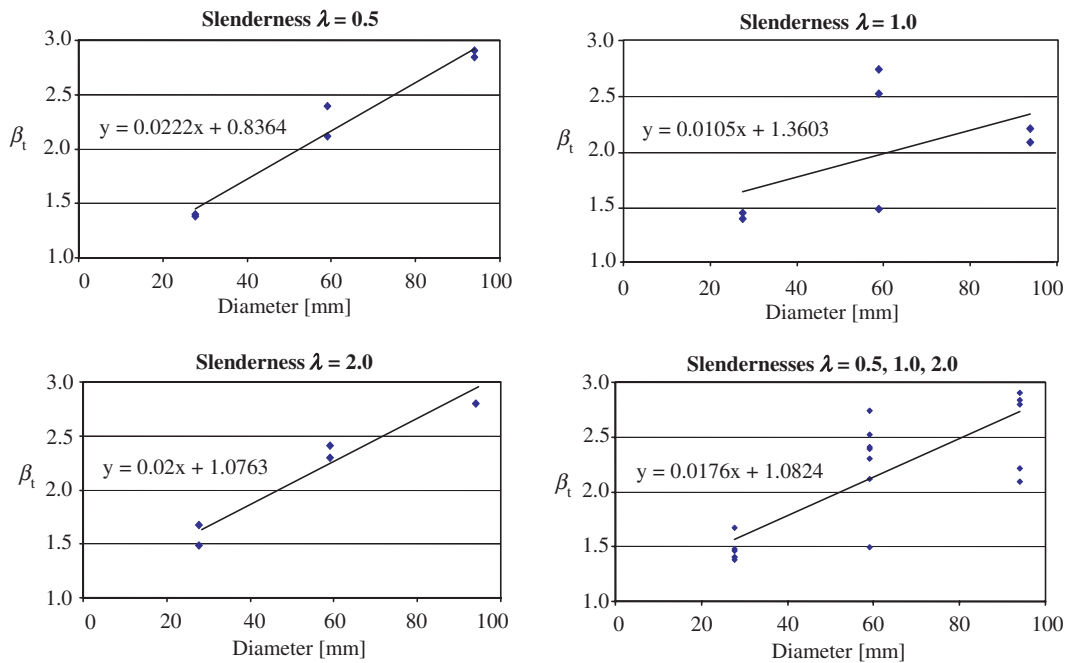 Slenderness λ = 0.5
3.0
2.5
y = 0.0222x + 0.8364
βt
2.0
1.5
1.0
0 20 40 60 80 100
Diameter [mm]
Slenderness λ = 1.0
3.0
2.5
y = 0.0105x + 1.3603
βt
2.0
1.5
1.0
0 20 40 60 80 100
Diameter [mm]
Slenderness λ = 2.0
3.0
2.5
y = 0.02x + 1.0763
βt
2.0
1.5
1.0
0 20 40 60 80 100
Diameter [mm]
Slendernesses λ = 0.5, 1.0, 2.0
3.0
2.5
y = 0.0176x + 1.0824
βt
2.0
1.5
1.0
0 20 40 60 80 100
Diameter [mm]